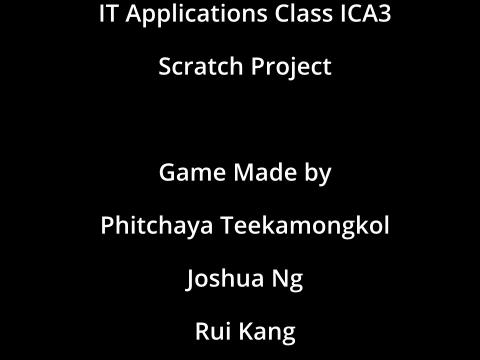 IT Applications Class ICA3
Scratch Project
Game Made by
Phitchaya Teekamongkol
Joshua Ng
Rui Kang